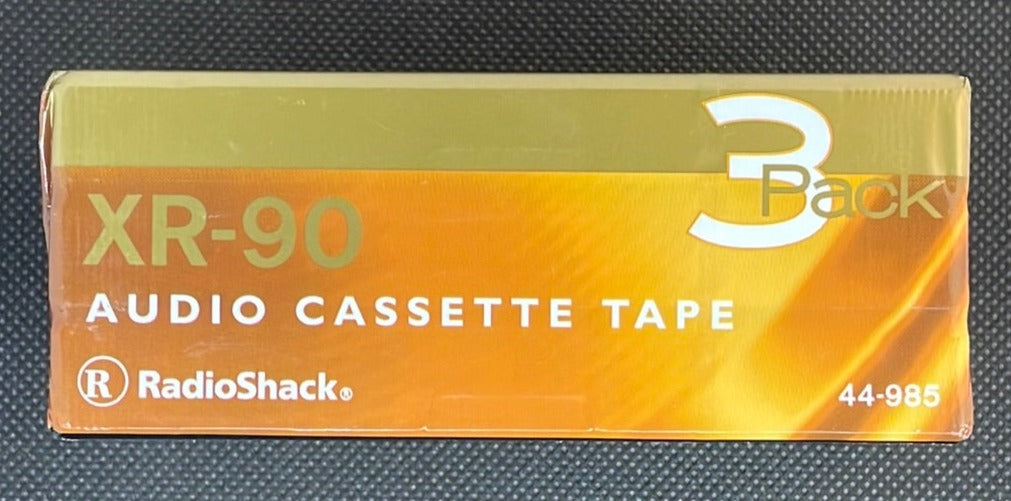 3 Pack
XR-90
AUDIO CASSETTE TAPE
R RadioShack®
44-985